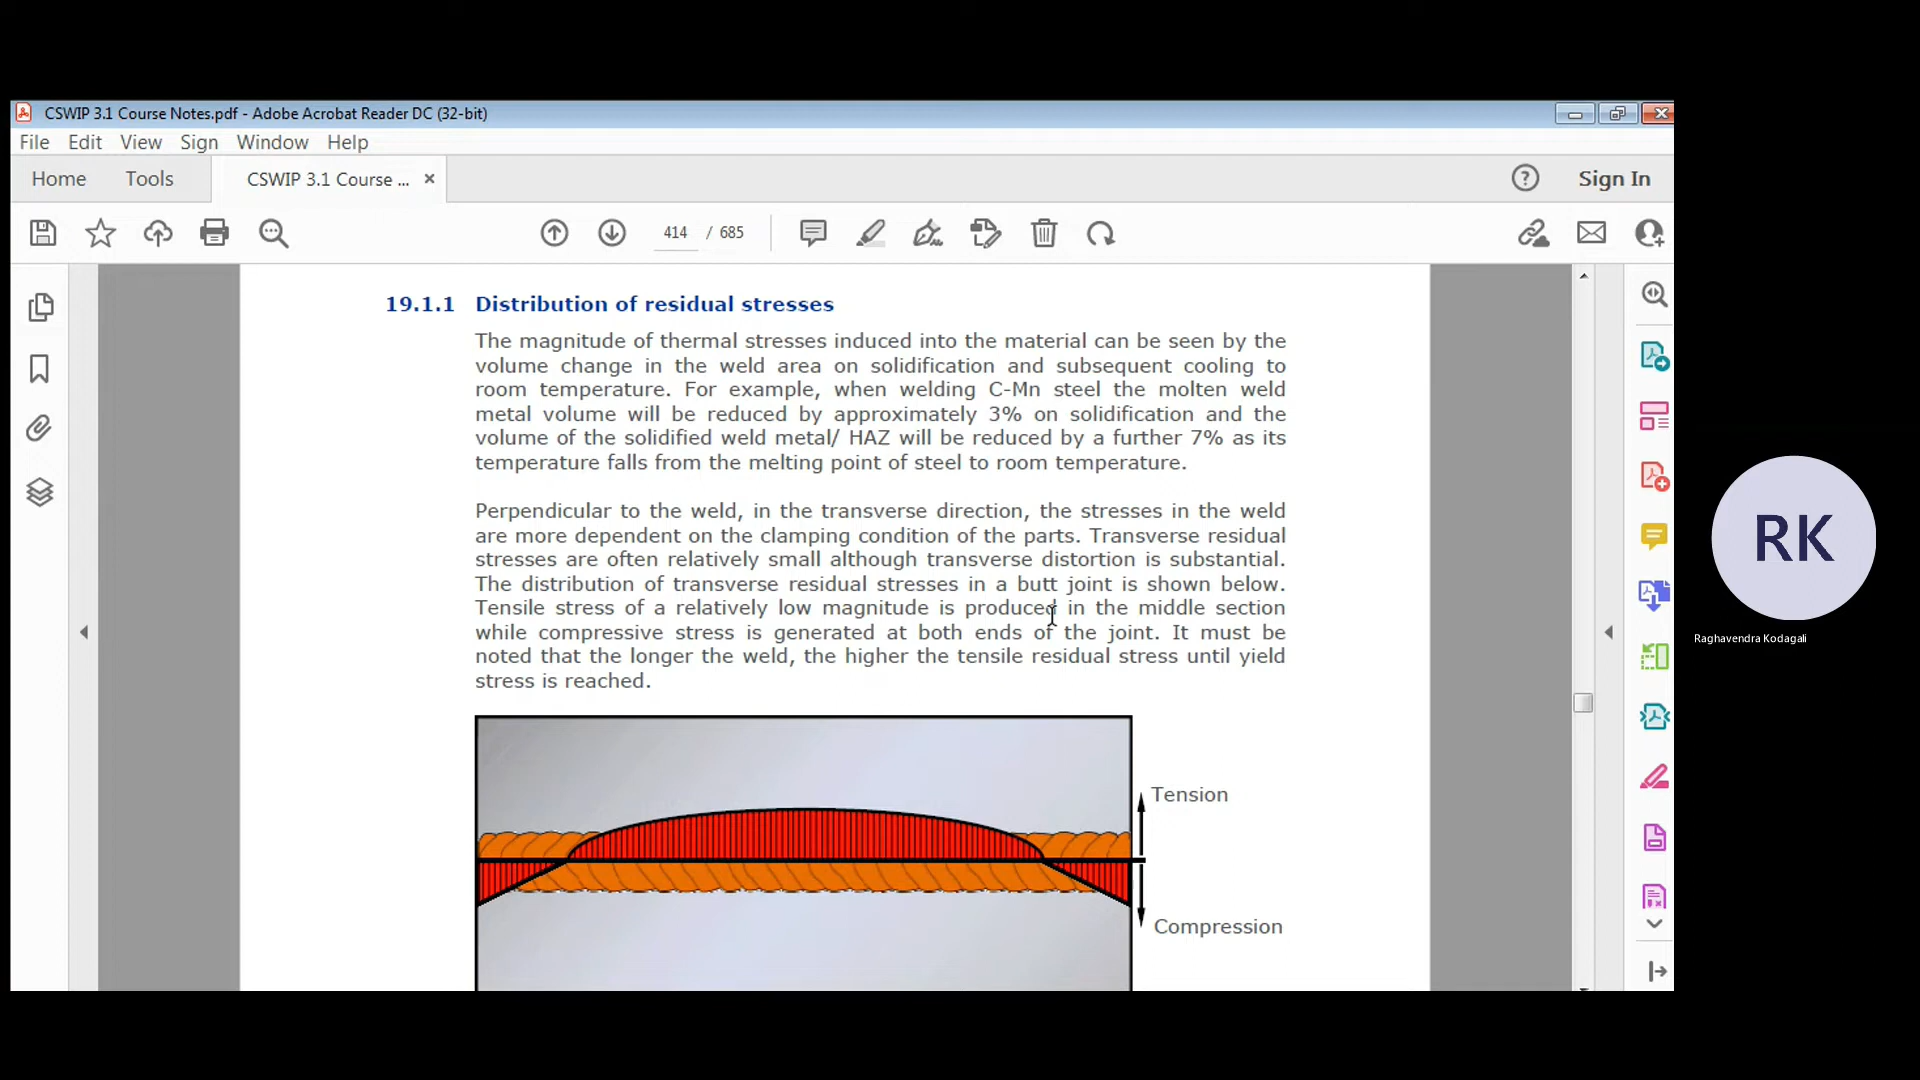 CSWIP 3.1 Course Notes.pdf - Adobe Acrobat Reader DC (32-bit)
File Edit View Sign Window Help
Home Tools CSWIP 3.1 Course ... × Sign In
414 / 685
19.1.1 Distribution of residual stresses
The magnitude of thermal stresses induced into the material can be seen by the
volume change in the weld area on solidification and subsequent cooling to
room temperature. For example, when welding C-Mn steel the molten weld
metal volume will be reduced by approximately 3% on solidification and the
volume of the solidified weld metal/ HAZ will be reduced by a further 7% as its
temperature falls from the melting point of steel to room temperature.
Perpendicular to the weld, in the transverse direction, the stresses in the weld
are more dependent on the clamping condition of the parts. Transverse residual
stresses are often relatively small although transverse distortion is substantial.
The distribution of transverse residual stresses in a butt joint is shown below.
Tensile stress of a relatively low magnitude is produced in the middle section
while compressive stress is generated at both ends of the joint. It must be
noted that the longer the weld, the higher the tensile residual stress until yield
stress is reached.
Tension
Compression
RK
Raghavendra Kodagali